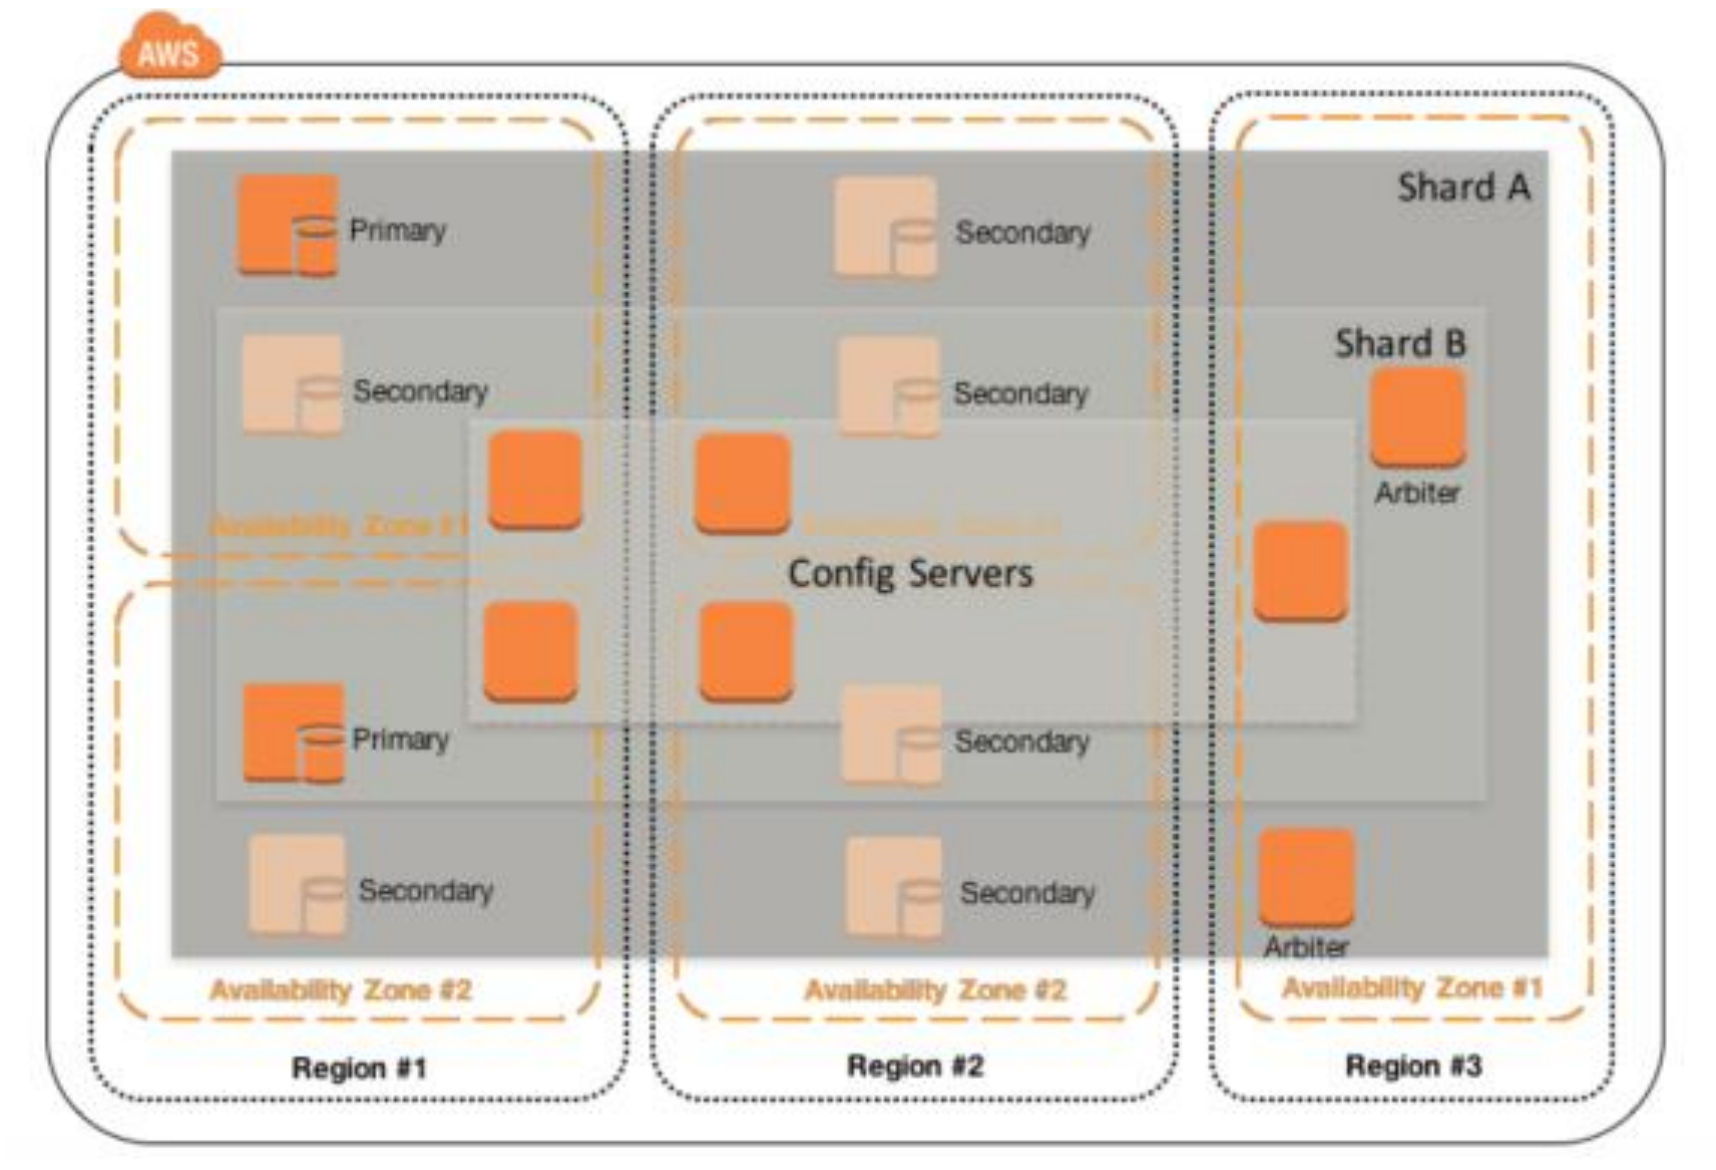 AWS
Shard A
Primary
Secondary
Shard B
Secondary
Secondary
Arbiter
Availability Zone #1
Config Servers
Primary
Secondary
Secondary
Secondary
Arbiter
Availability Zone #2
Availability Zone #2
Availability Zone #1
Region #1
Region #2
Region #3